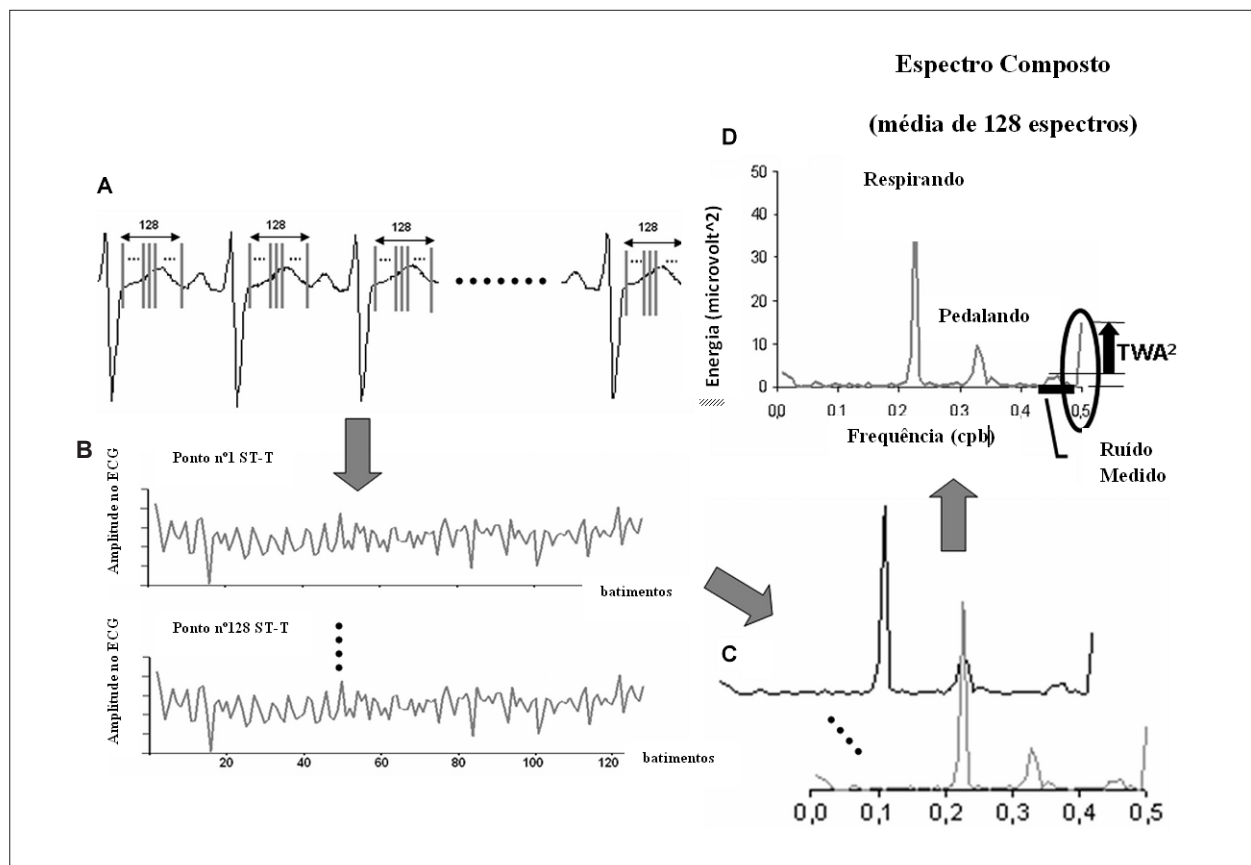 Espectro Composto
(média de 128 espectros)
A
128
128
128
128
B
Ponto nº1 ST-T
Amplitude no ECG
batimentos
Ponto nº128 ST-T
Amplitude no ECG
20
40
60
80
100
120
batimentos
C
0,0
0,1
0,2
0,3
0,4
0,5
D
Energia (microvolt^2)
50
40
30
20
10
0
Respirando
Pedalando
TWA²
0,0
0,1
0,2
0,3
0,4
0,5
Frequência (cpb)
Ruído
Medido